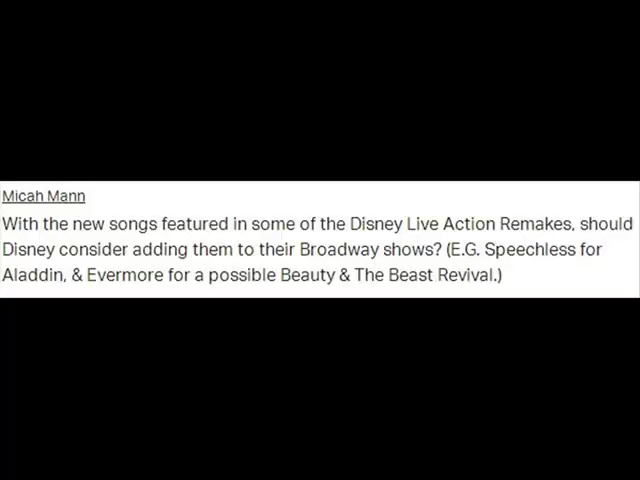 Micah Mann
With the new songs featured in some of the Disney Live Action Remakes, should
Disney consider adding them to their Broadway shows? (E.G. Speechless for
Aladdin, & Evermore for a possible Beauty & The Beast Revival.)